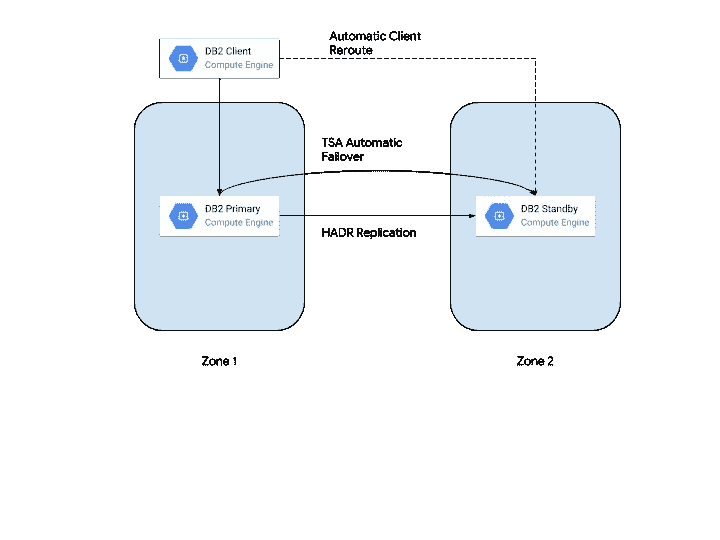 Automatic Client
Reroute
DB2 Client
Compute Engine
TSA Automatic
Failover
DB2 Primary
Compute Engine
DB2 Standby
Compute Engine
HADR Replication
Zone 1
Zone 2